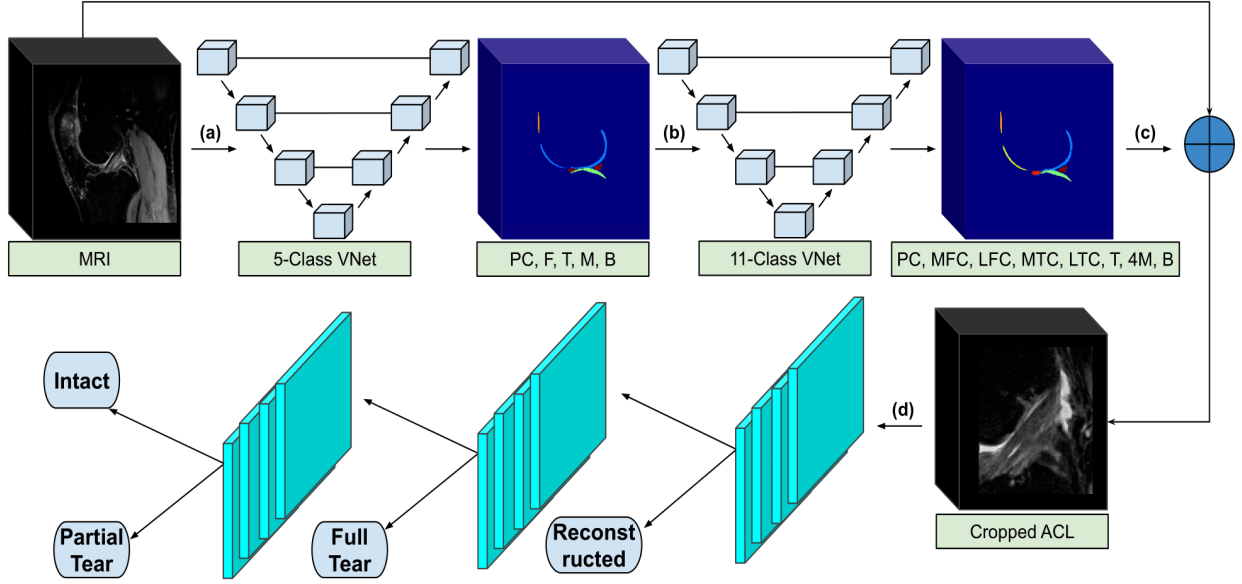 (a)
(b)
(c)
MRI
5-Class VNet
PC, F, T, M, B
11-Class VNet
PC, MFC, LFC, MTC, LTC, T, 4M, B
Intact
(d)
Partial
Tear
Full
Tear
Reconst
ructed
Cropped ACL